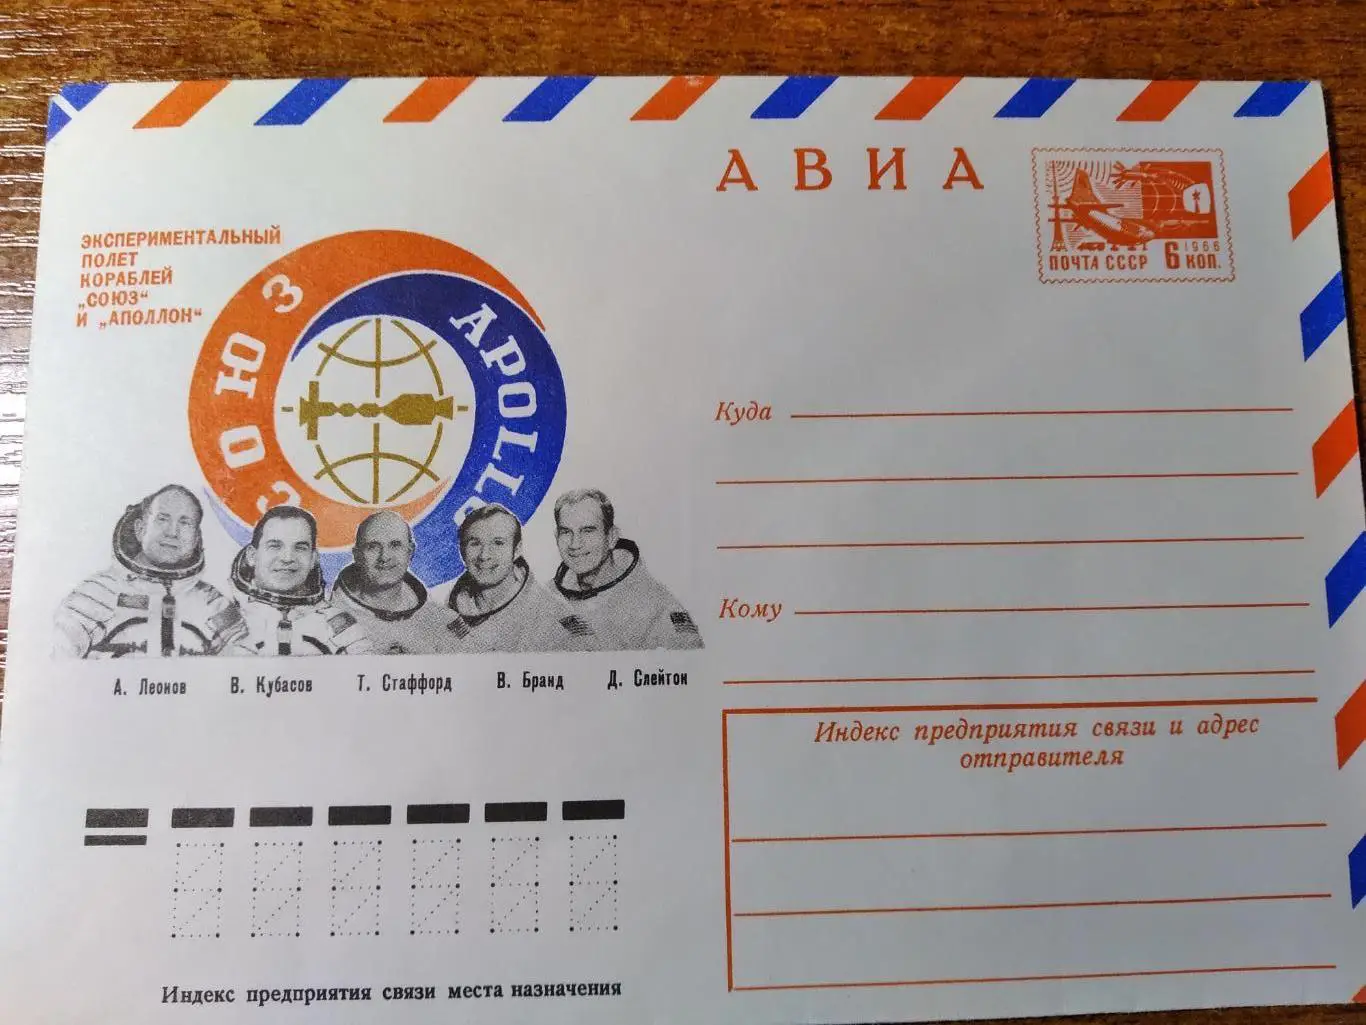 АВИА
1966
ПОЧТА СССР 6 КОП.
ЭКСПЕРИМЕНТАЛЬНЫЙ
ПОЛЕТ
КОРАБЛЕЙ
„СОЮЗ“
И „АПОЛЛОН“
СОЮЗ
APOLLO
Куда
Кому
А. Леонов В. Кубасов Т. Стаффорд В. Бранд Д. Слейтон
Индекс предприятия связи и адрес
отправителя
Индекс предприятия связи места назначения